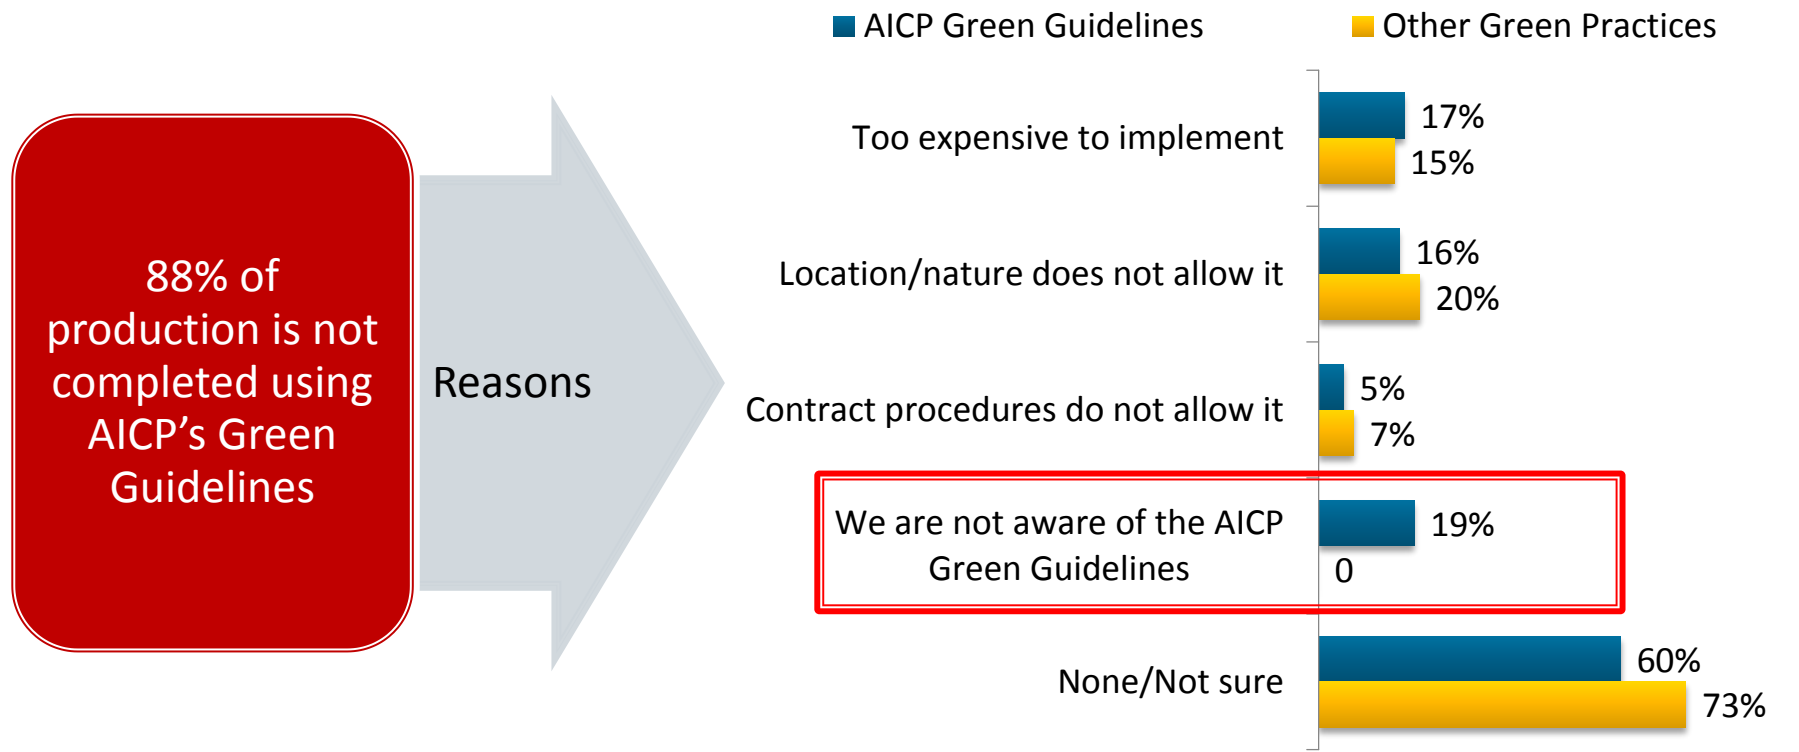 AICP Green Guidelines
Other Green Practices
88% of
production is not
completed using
AICP’s Green
Guidelines
Reasons
Too expensive to implement
17%
15%
Location/nature does not allow it
16%
20%
Contract procedures do not allow it
5%
7%
We are not aware of the AICP
Green Guidelines
19%
0
None/Not sure
60%
73%